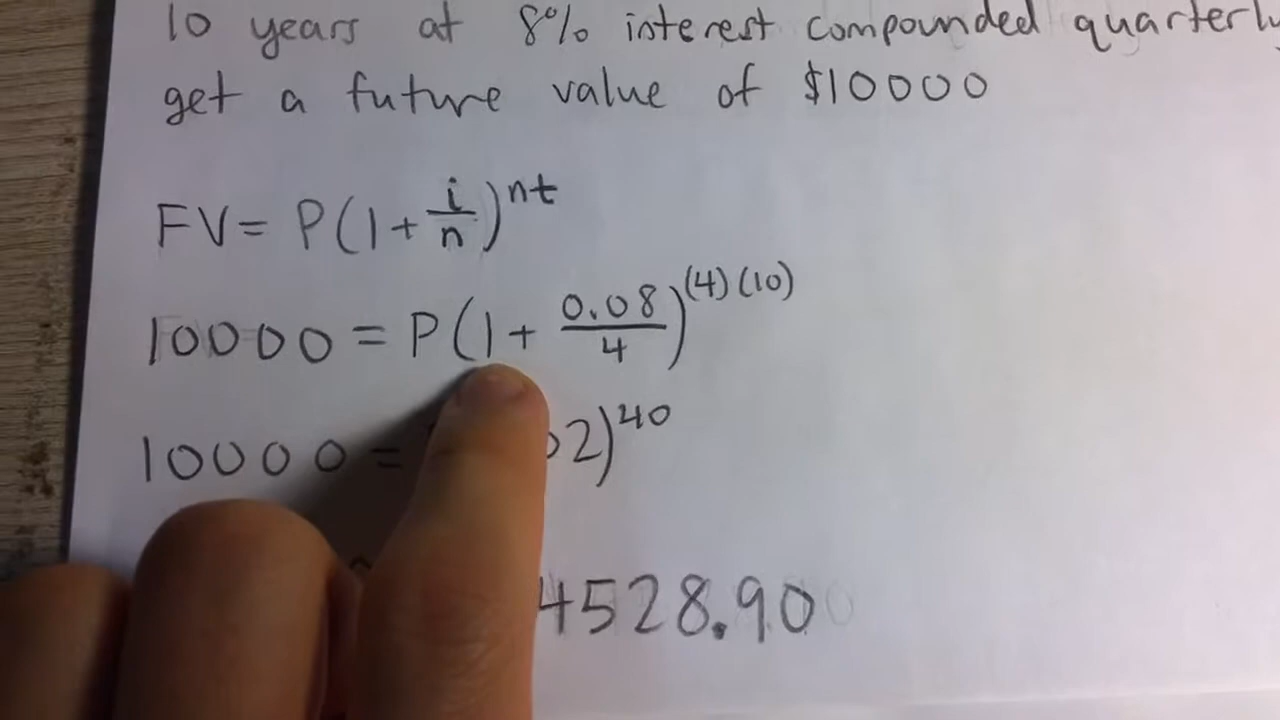 10 years at 8% interest compounded quarterly
get a future value of $10000
FV = P(1 + i/n)^nt
10000 = P(1 + 0.08/4)^(4)(10)
10000 = 2)^40
4528.90